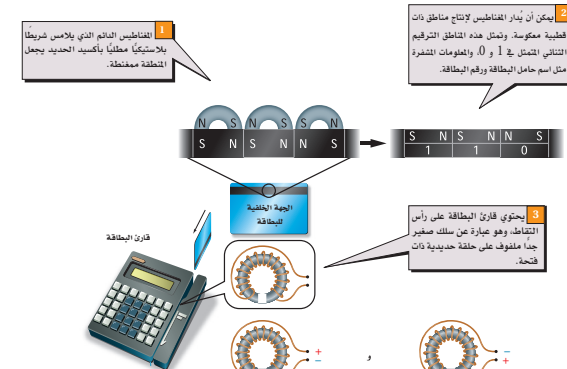 1 المغناطيس الدائم الذي يلامس شريطًا
بلاستيكيًّا مطليًّا بأكسيد الحديد يجعل
المنطقة ممغنطة.
2 يمكن أن يُدار المغناطيس لإنتاج مناطق ذات
قطبية معكوسة. وتمثل هذه المناطق الترقيم
الثنائي المتمثل في 1 و 0، والمعلومات المشفرة
مثل اسم حامل البطاقة ورقم البطاقة.
N S N S S N
S N S N N S
S N S N N S
1 1 0
الجهة الخلفية
للبطاقة
قارئ البطاقة
3 يحتوي قارئ البطاقة على رأس
التقاط، وهو عبارة عن سلك صغير
جدًّا ملفوف على حلقة حديدية ذات
فتحة.
+
−
و
−
+